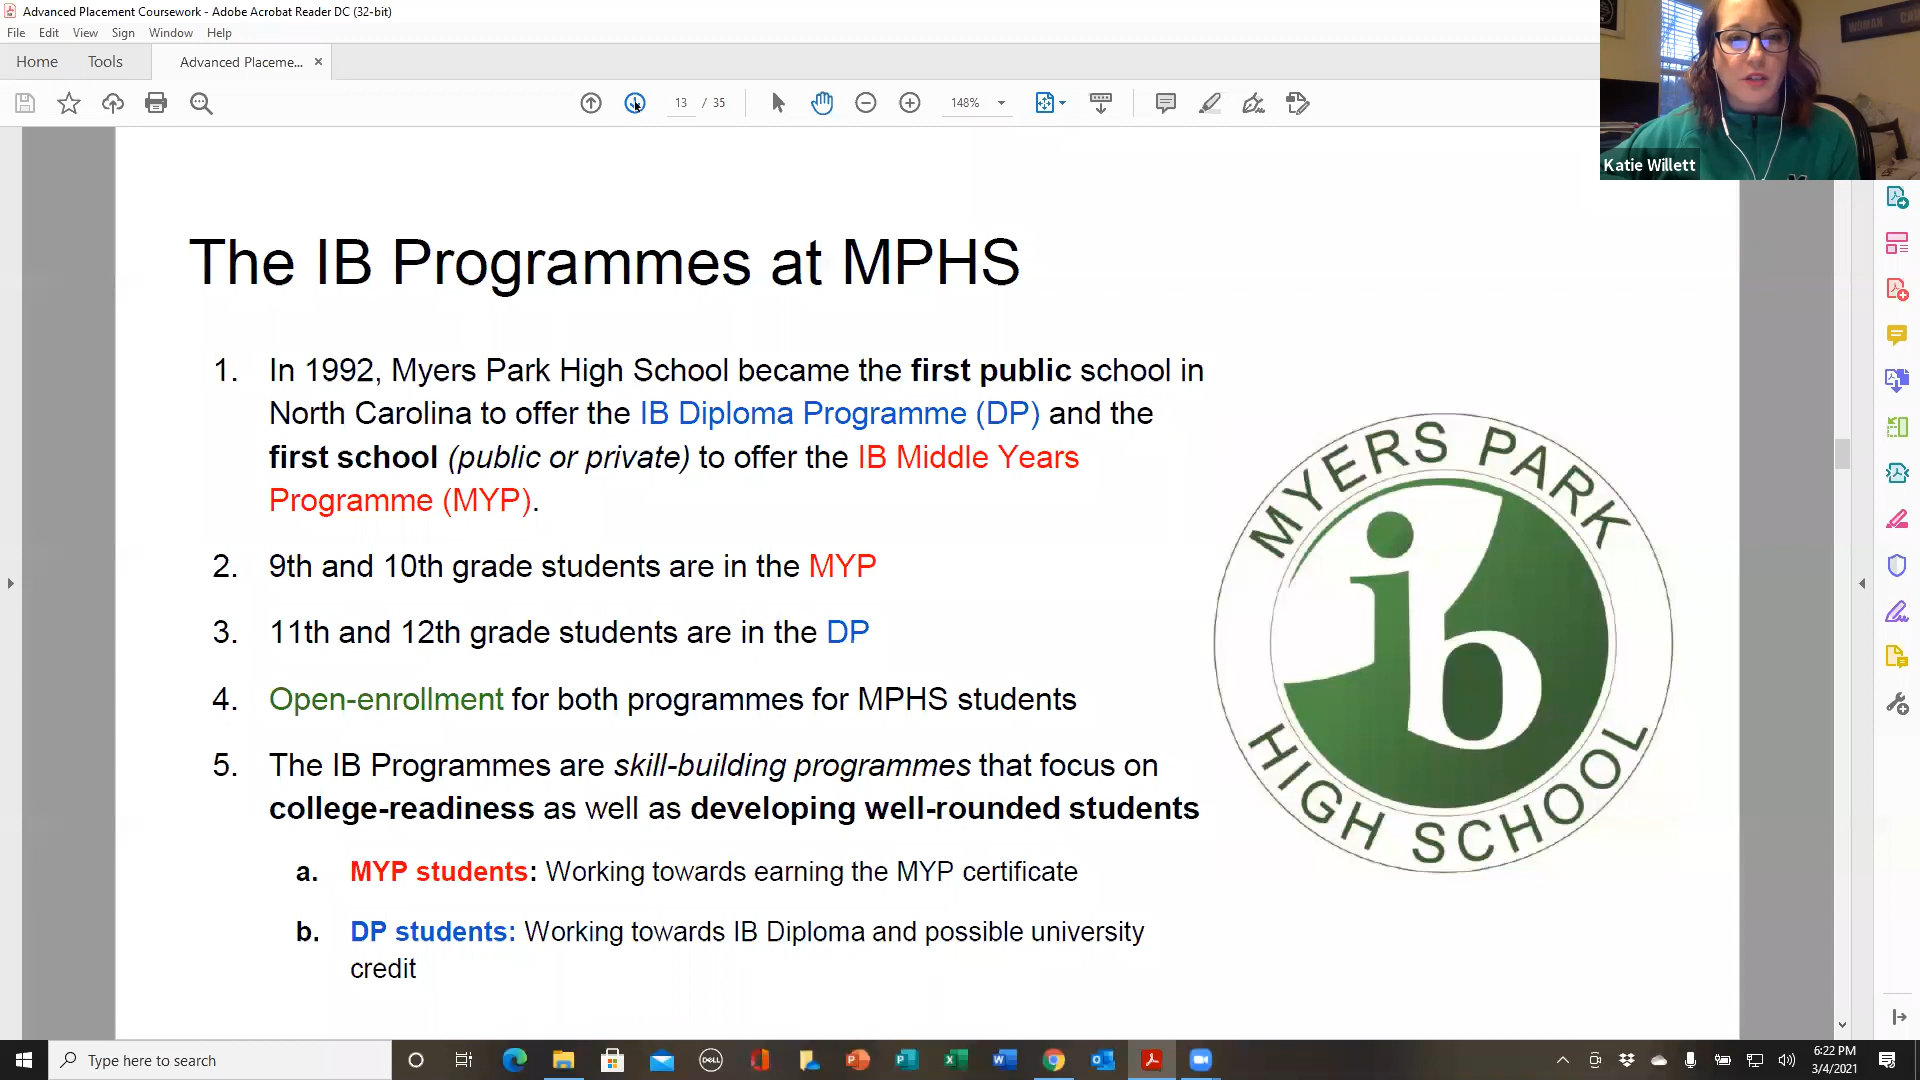 Advanced Placement Coursework - Adobe Acrobat Reader DC (32-bit)
File Edit View Sign Window Help
Home Tools Advanced Placeme... ×
13 / 35 148%
Katie Willett
The IB Programmes at MPHS
1. In 1992, Myers Park High School became the first public school in
North Carolina to offer the IB Diploma Programme (DP) and the
first school (public or private) to offer the IB Middle Years
Programme (MYP).
2. 9th and 10th grade students are in the MYP
3. 11th and 12th grade students are in the DP
4. Open-enrollment for both programmes for MPHS students
5. The IB Programmes are skill-building programmes that focus on
college-readiness as well as developing well-rounded students
a. MYP students: Working towards earning the MYP certificate
b. DP students: Working towards IB Diploma and possible university
credit
MYERS PARK
ib
HIGH SCHOOL
Type here to search
6:22 PM
3/4/2021